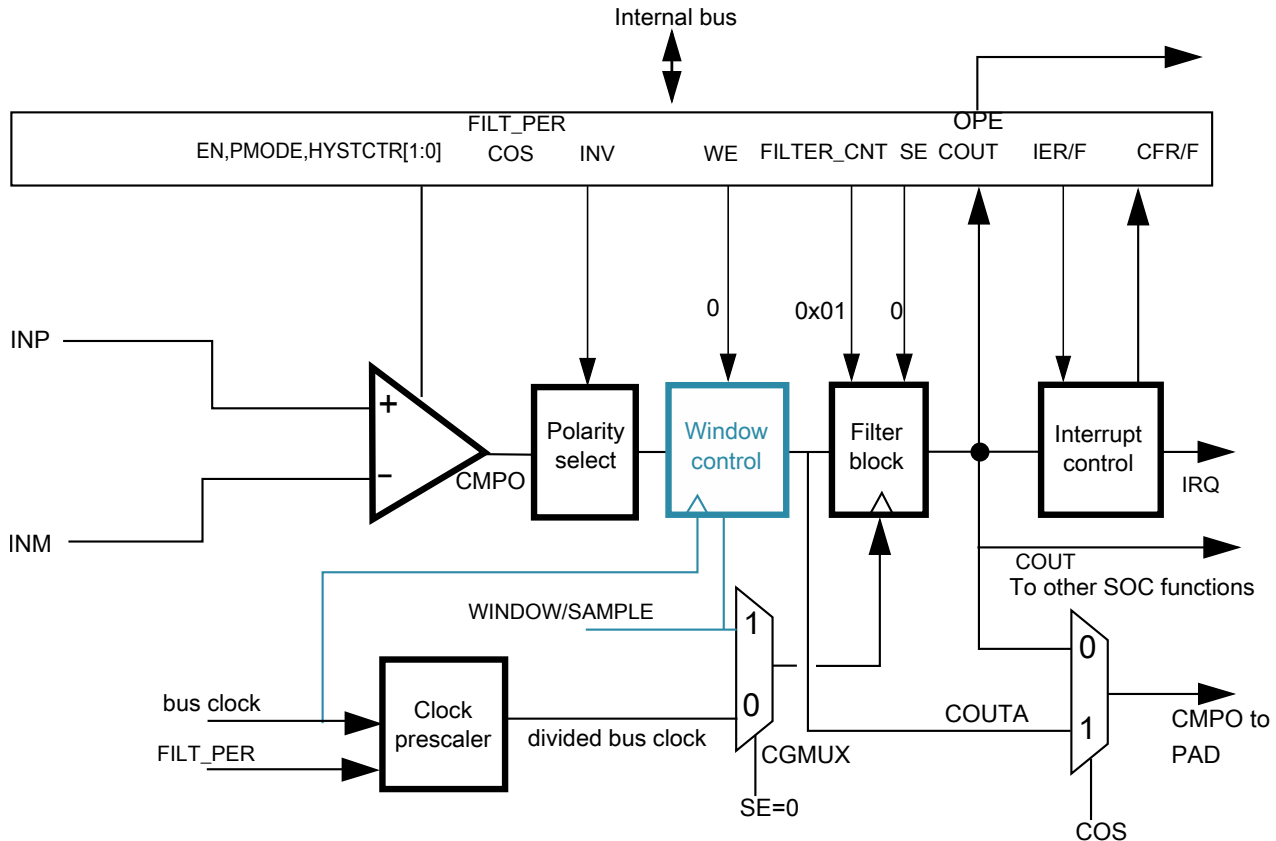 Internal bus
FILT_PER
OPE
EN,PMODE,HYSTCTR[1:0]
COS
INV
WE
FILTER_CNT
SE
COUT
IER/F
CFR/F
0
0x01
0
INP
+
−
INM
CMPO
Polarity
select
Window
control
Filter
block
Interrupt
control
IRQ
COUT
To other SOC functions
WINDOW/SAMPLE
1
0
bus clock
FILT_PER
Clock
prescaler
divided bus clock
CGMUX
SE=0
COUTA
0
1
CMPO to
PAD
COS